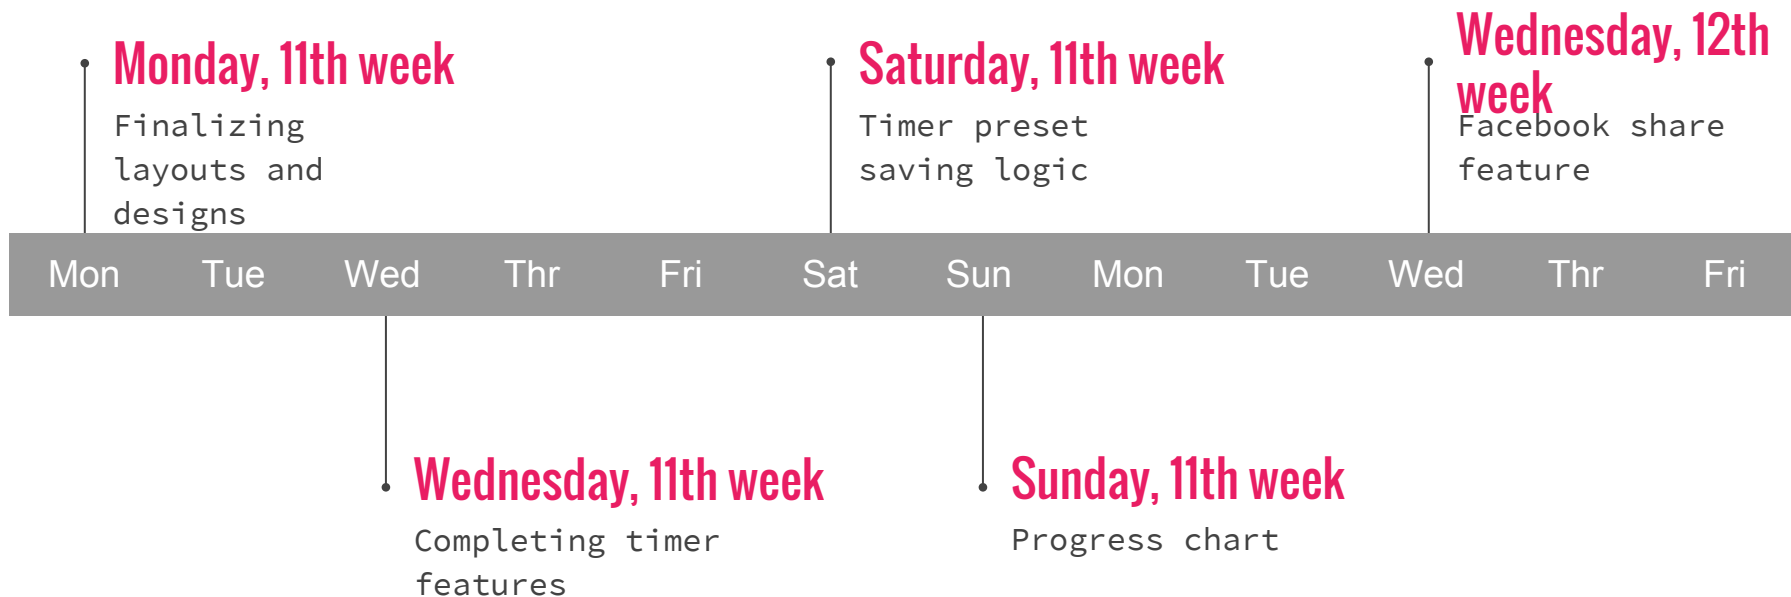 Monday, 11th week
Finalizing
layouts and
designs
Saturday, 11th week
Timer preset
saving logic
Wednesday, 12th
week
Facebook share
feature
Mon Tue Wed Thr Fri Sat Sun Mon Tue Wed Thr Fri
Wednesday, 11th week
Completing timer
features
Sunday, 11th week
Progress chart